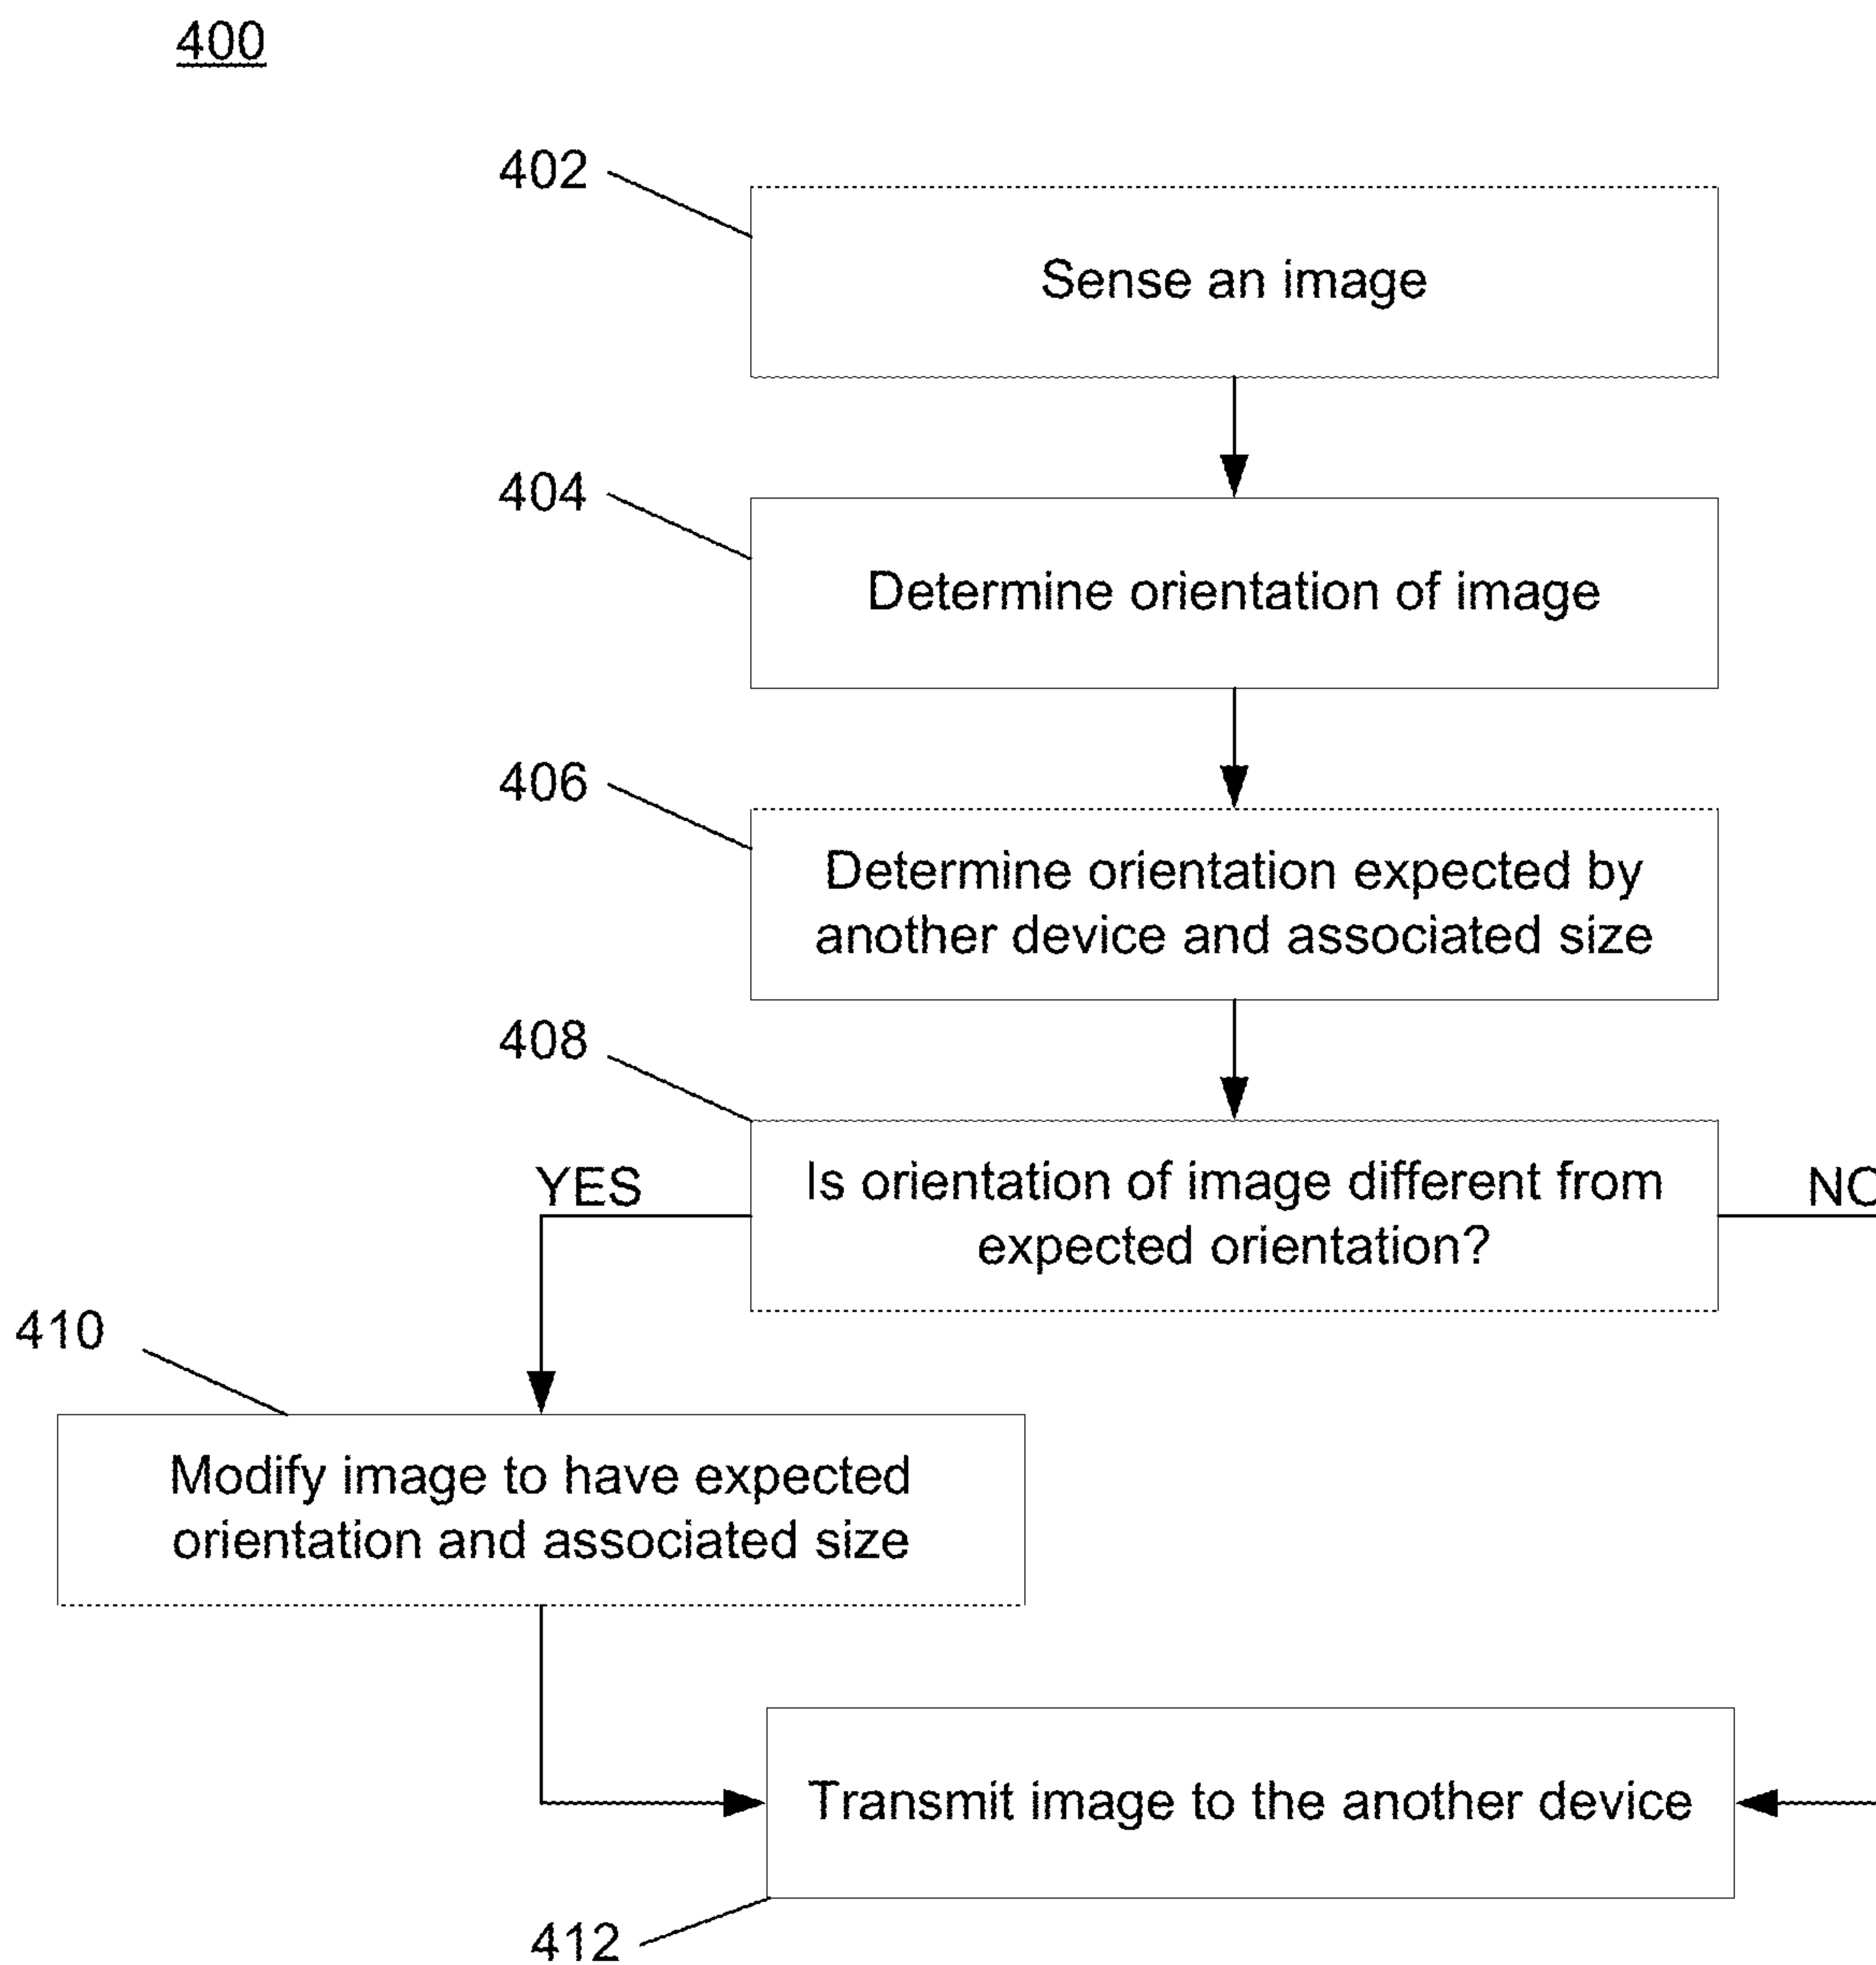 400
402
Sense an image
404
Determine orientation of image
406
Determine orientation expected by
another device and associated size
408
Is orientation of image different from
expected orientation?
YES
NO
410
Modify image to have expected
orientation and associated size
Transmit image to the another device
412